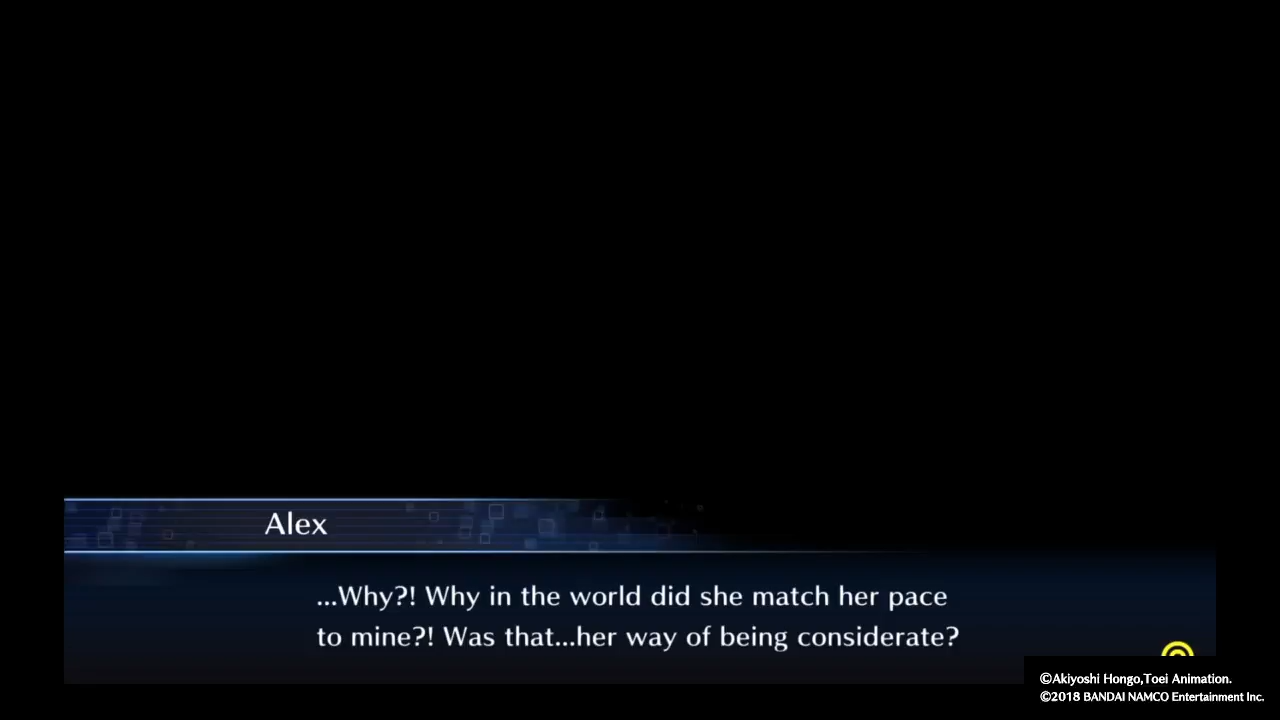 Alex
...Why?! Why in the world did she match her pace
to mine?! Was that...her way of being considerate?
©Akiyoshi Hongo,Toei Animation.
©2018 BANDAI NAMCO Entertainment Inc.